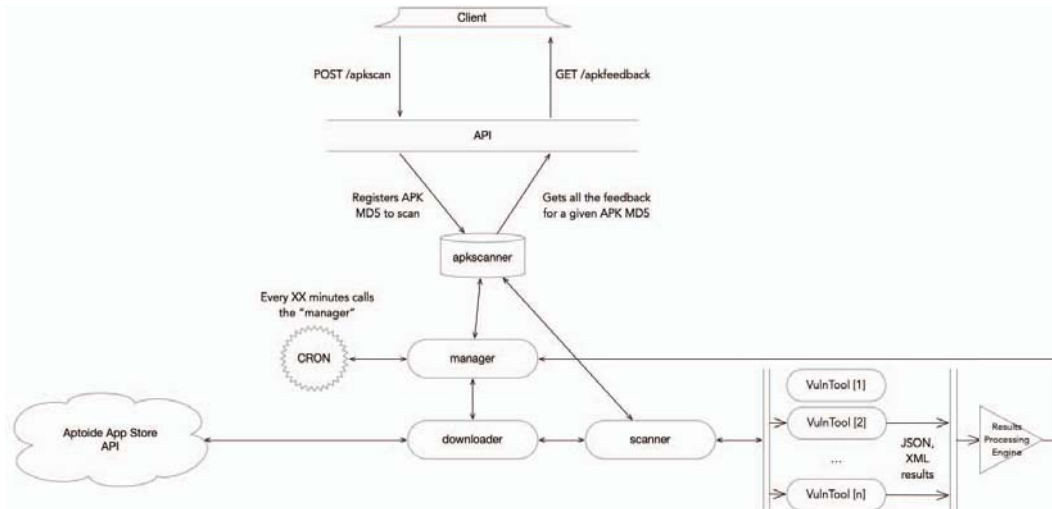 Client
POST /apkscan
GET /apkfeedback
API
Registers APK
MD5 to scan
Gets all the feedback
for a given APK MD5
apkscanner
Every XX minutes calls
the "manager"
CRON
manager
Aptoide App Store
API
downloader
scanner
VulnTool [1]
VulnTool [2]
...
VulnTool [n]
JSON,
XML
results
Results
Processing
Engine